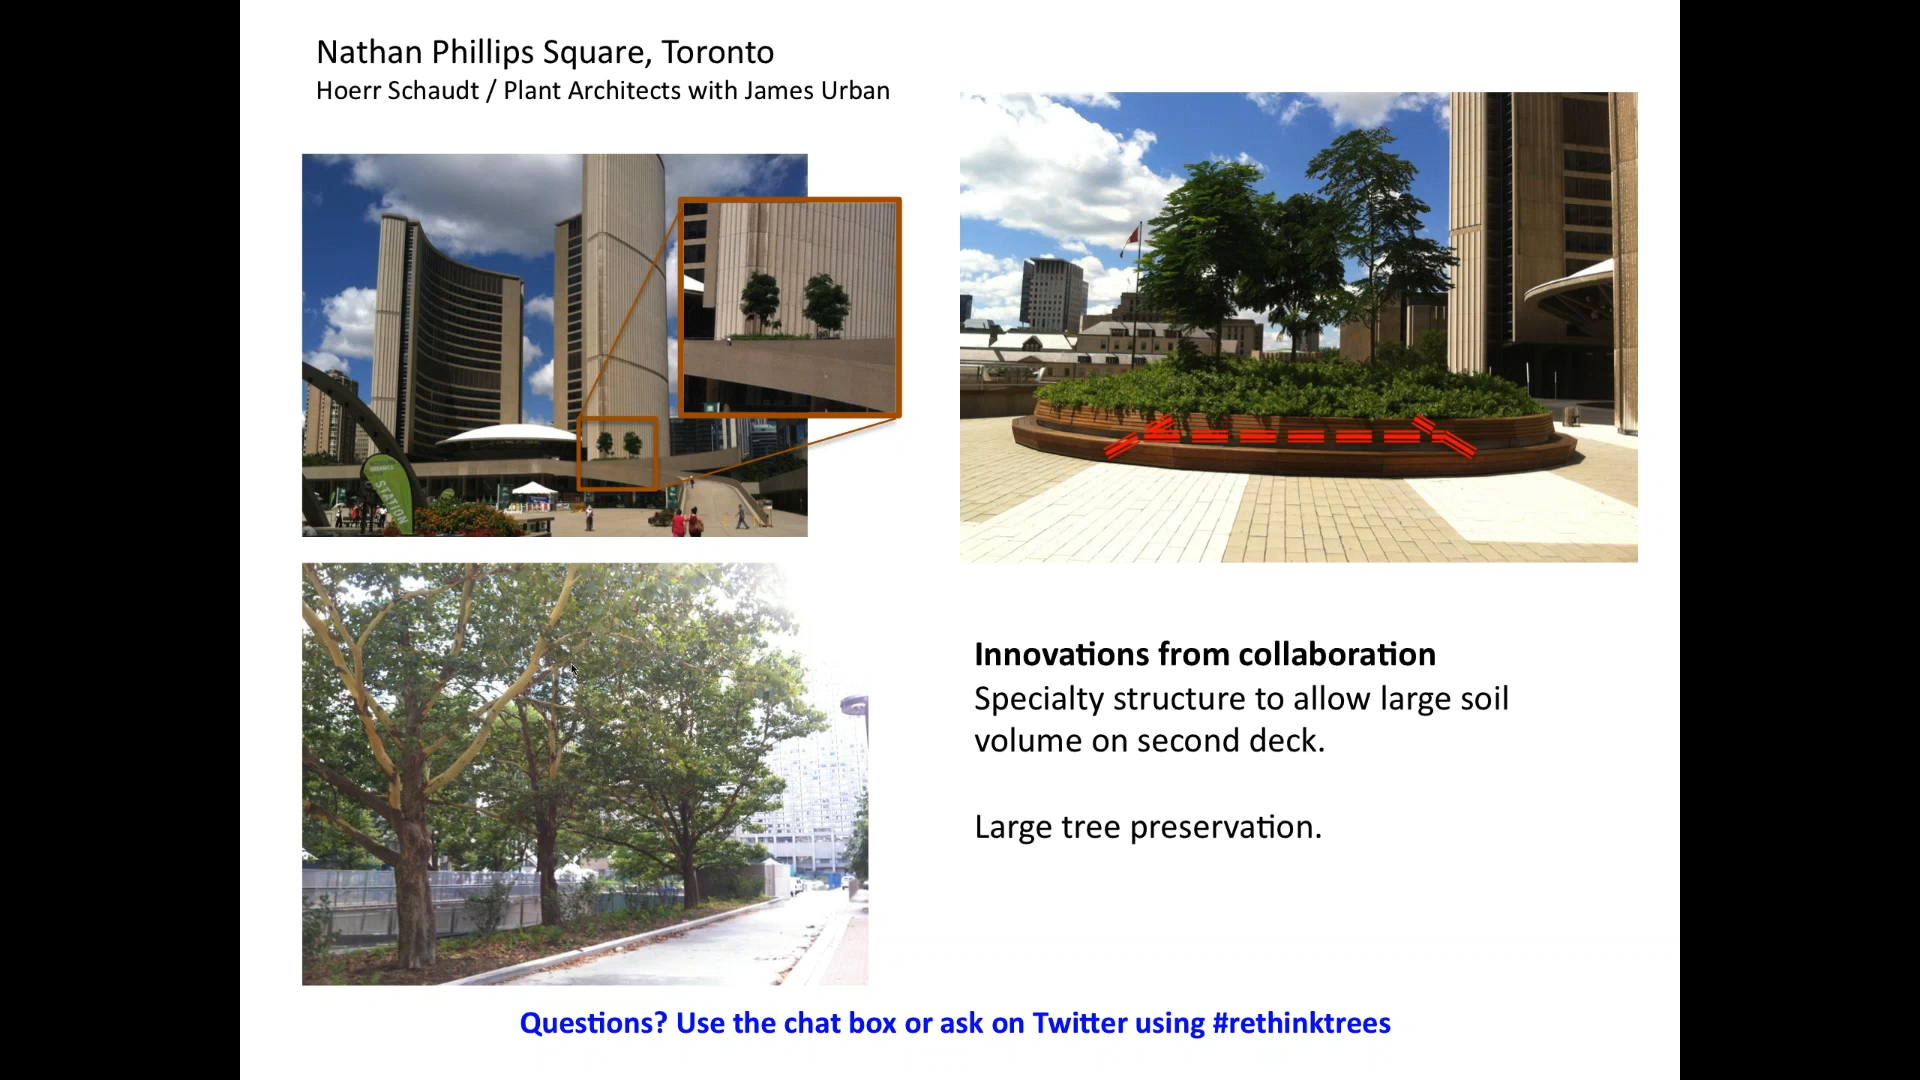 Nathan Phillips Square, Toronto
Hoerr Schaudt / Plant Architects with James Urban
STATION
Innovations from collaboration
Specialty structure to allow large soil
volume on second deck.
Large tree preservation.
Questions? Use the chat box or ask on Twitter using #rethinktrees